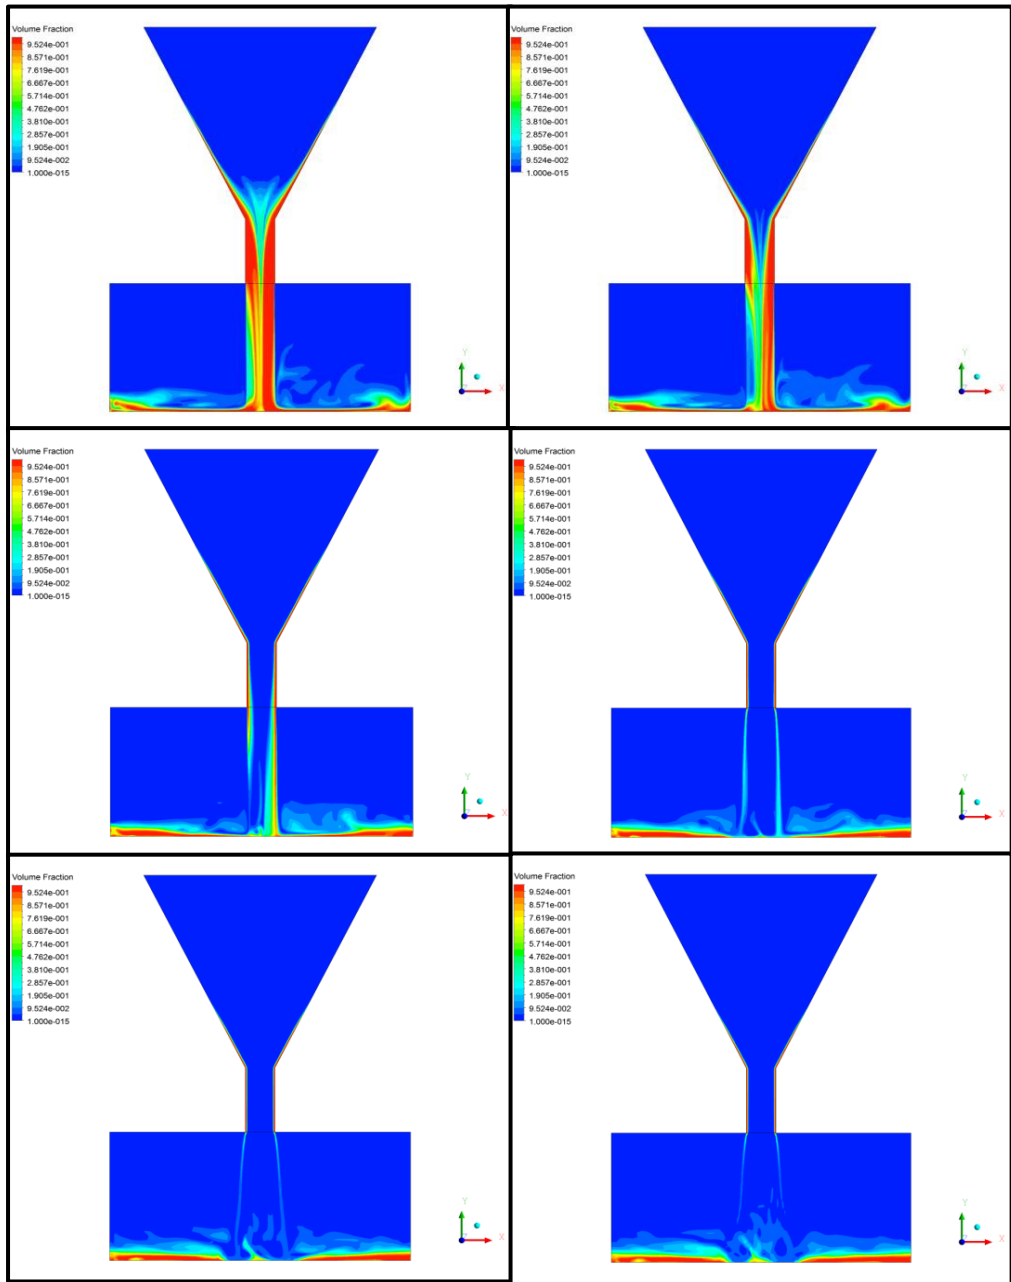 Volume Fraction
9.524e-001
8.571e-001
7.619e-001
6.667e-001
5.714e-001
4.762e-001
3.810e-001
2.857e-001
1.905e-001
9.524e-002
1.000e-015
Y
Z
X
Volume Fraction
9.524e-001
8.571e-001
7.619e-001
6.667e-001
5.714e-001
4.762e-001
3.810e-001
2.857e-001
1.905e-001
9.524e-002
1.000e-015
Y
Z
X
Volume Fraction
9.524e-001
8.571e-001
7.619e-001
6.667e-001
5.714e-001
4.762e-001
3.810e-001
2.857e-001
1.905e-001
9.524e-002
1.000e-015
Y
Z
X
Volume Fraction
9.524e-001
8.571e-001
7.619e-001
6.667e-001
5.714e-001
4.762e-001
3.810e-001
2.857e-001
1.905e-001
9.524e-002
1.000e-015
Y
Z
X
Volume Fraction
9.524e-001
8.571e-001
7.619e-001
6.667e-001
5.714e-001
4.762e-001
3.810e-001
2.857e-001
1.905e-001
9.524e-002
1.000e-015
Y
Z
X
Volume Fraction
9.524e-001
8.571e-001
7.619e-001
6.667e-001
5.714e-001
4.762e-001
3.810e-001
2.857e-001
1.905e-001
9.524e-002
1.000e-015
Y
Z
X